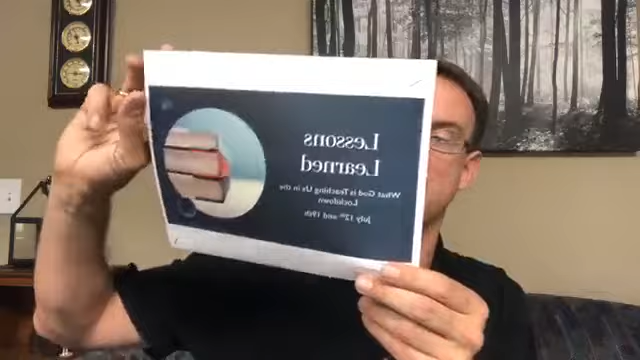 Lessons
Learned
What God is Teaching Us in the
Lockdown
July 12th and 19th